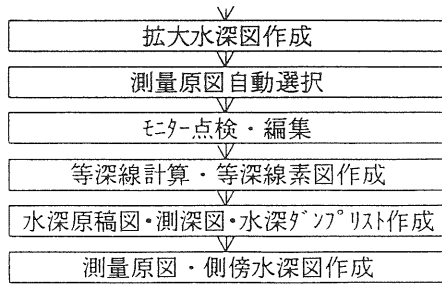 拡大水深図作成
測量原図自動選択
ﾓﾆﾀｰ点検・編集
等深線計算・等深線素図作成
水深原稿図・測深図・水深ﾀﾞﾝﾌﾟﾘｽﾄ作成
測量原図・側傍水深図作成